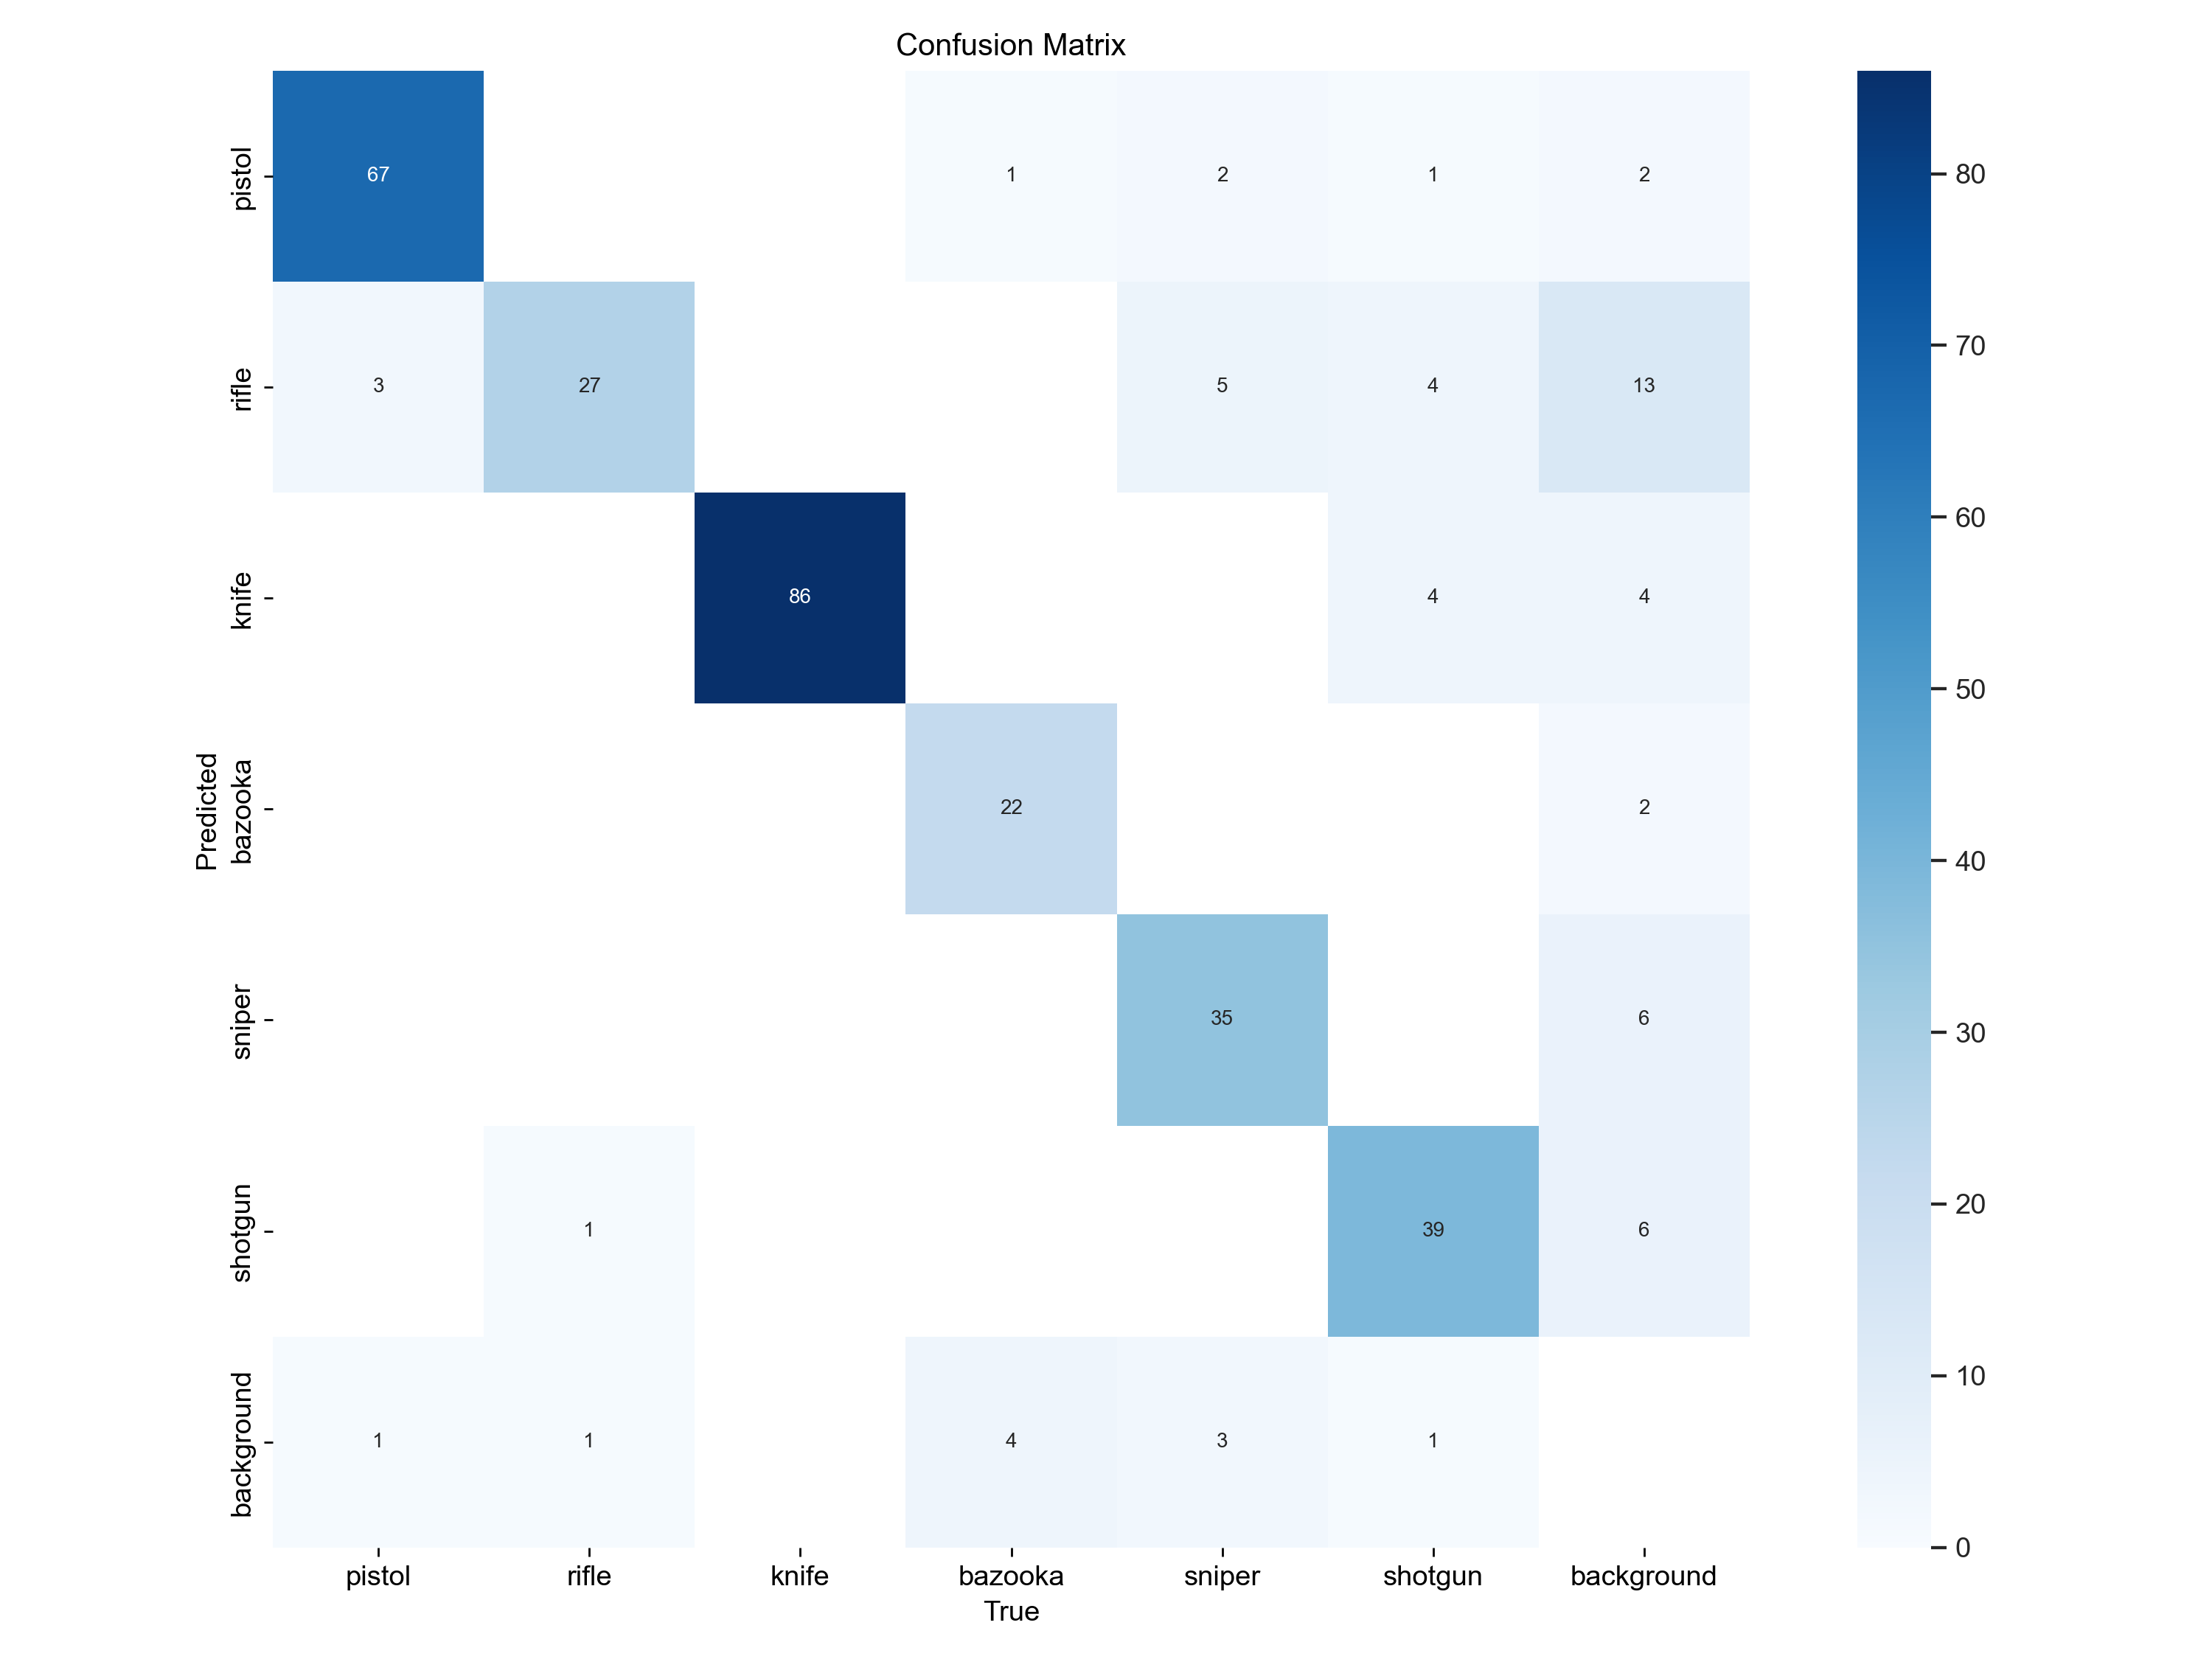 Confusion Matrix
pistol
67
1
2
1
2
rifle
3
27
5
4
13
knife
86
4
4
Predicted
bazooka
22
2
sniper
35
6
shotgun
1
39
6
background
1
1
4
3
1
pistol
rifle
knife
bazooka
sniper
shotgun
background
True
80
70
60
50
40
30
20
10
0